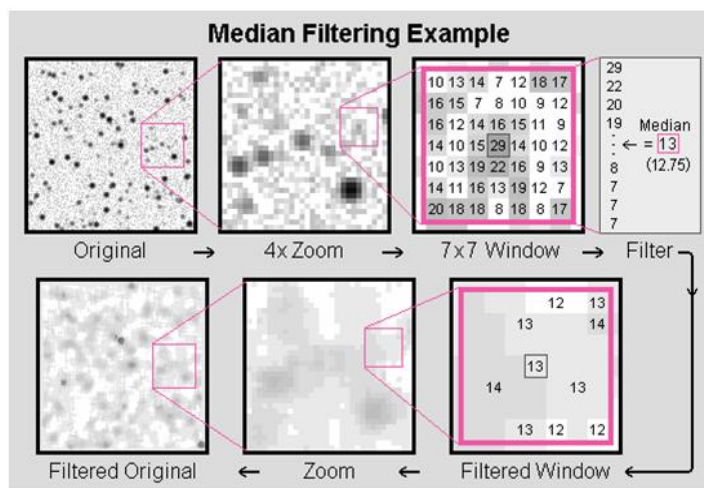 Median Filtering Example
10 13 14 7 12 18 17
16 15 7 8 10 9 12
16 12 14 16 15 11 9
14 10 15 29 14 10 12
10 13 19 22 16 9 13
14 11 16 13 19 12 7
20 18 18 8 18 8 17
29
22
20
19
:
:
8
7
7
7
Median
← = 13
(12.75)
Original → 4x Zoom → 7x7 Window → Filter
12 13
13 14
13
14 13
13 12 12
Filtered Original ← Zoom ← Filtered Window